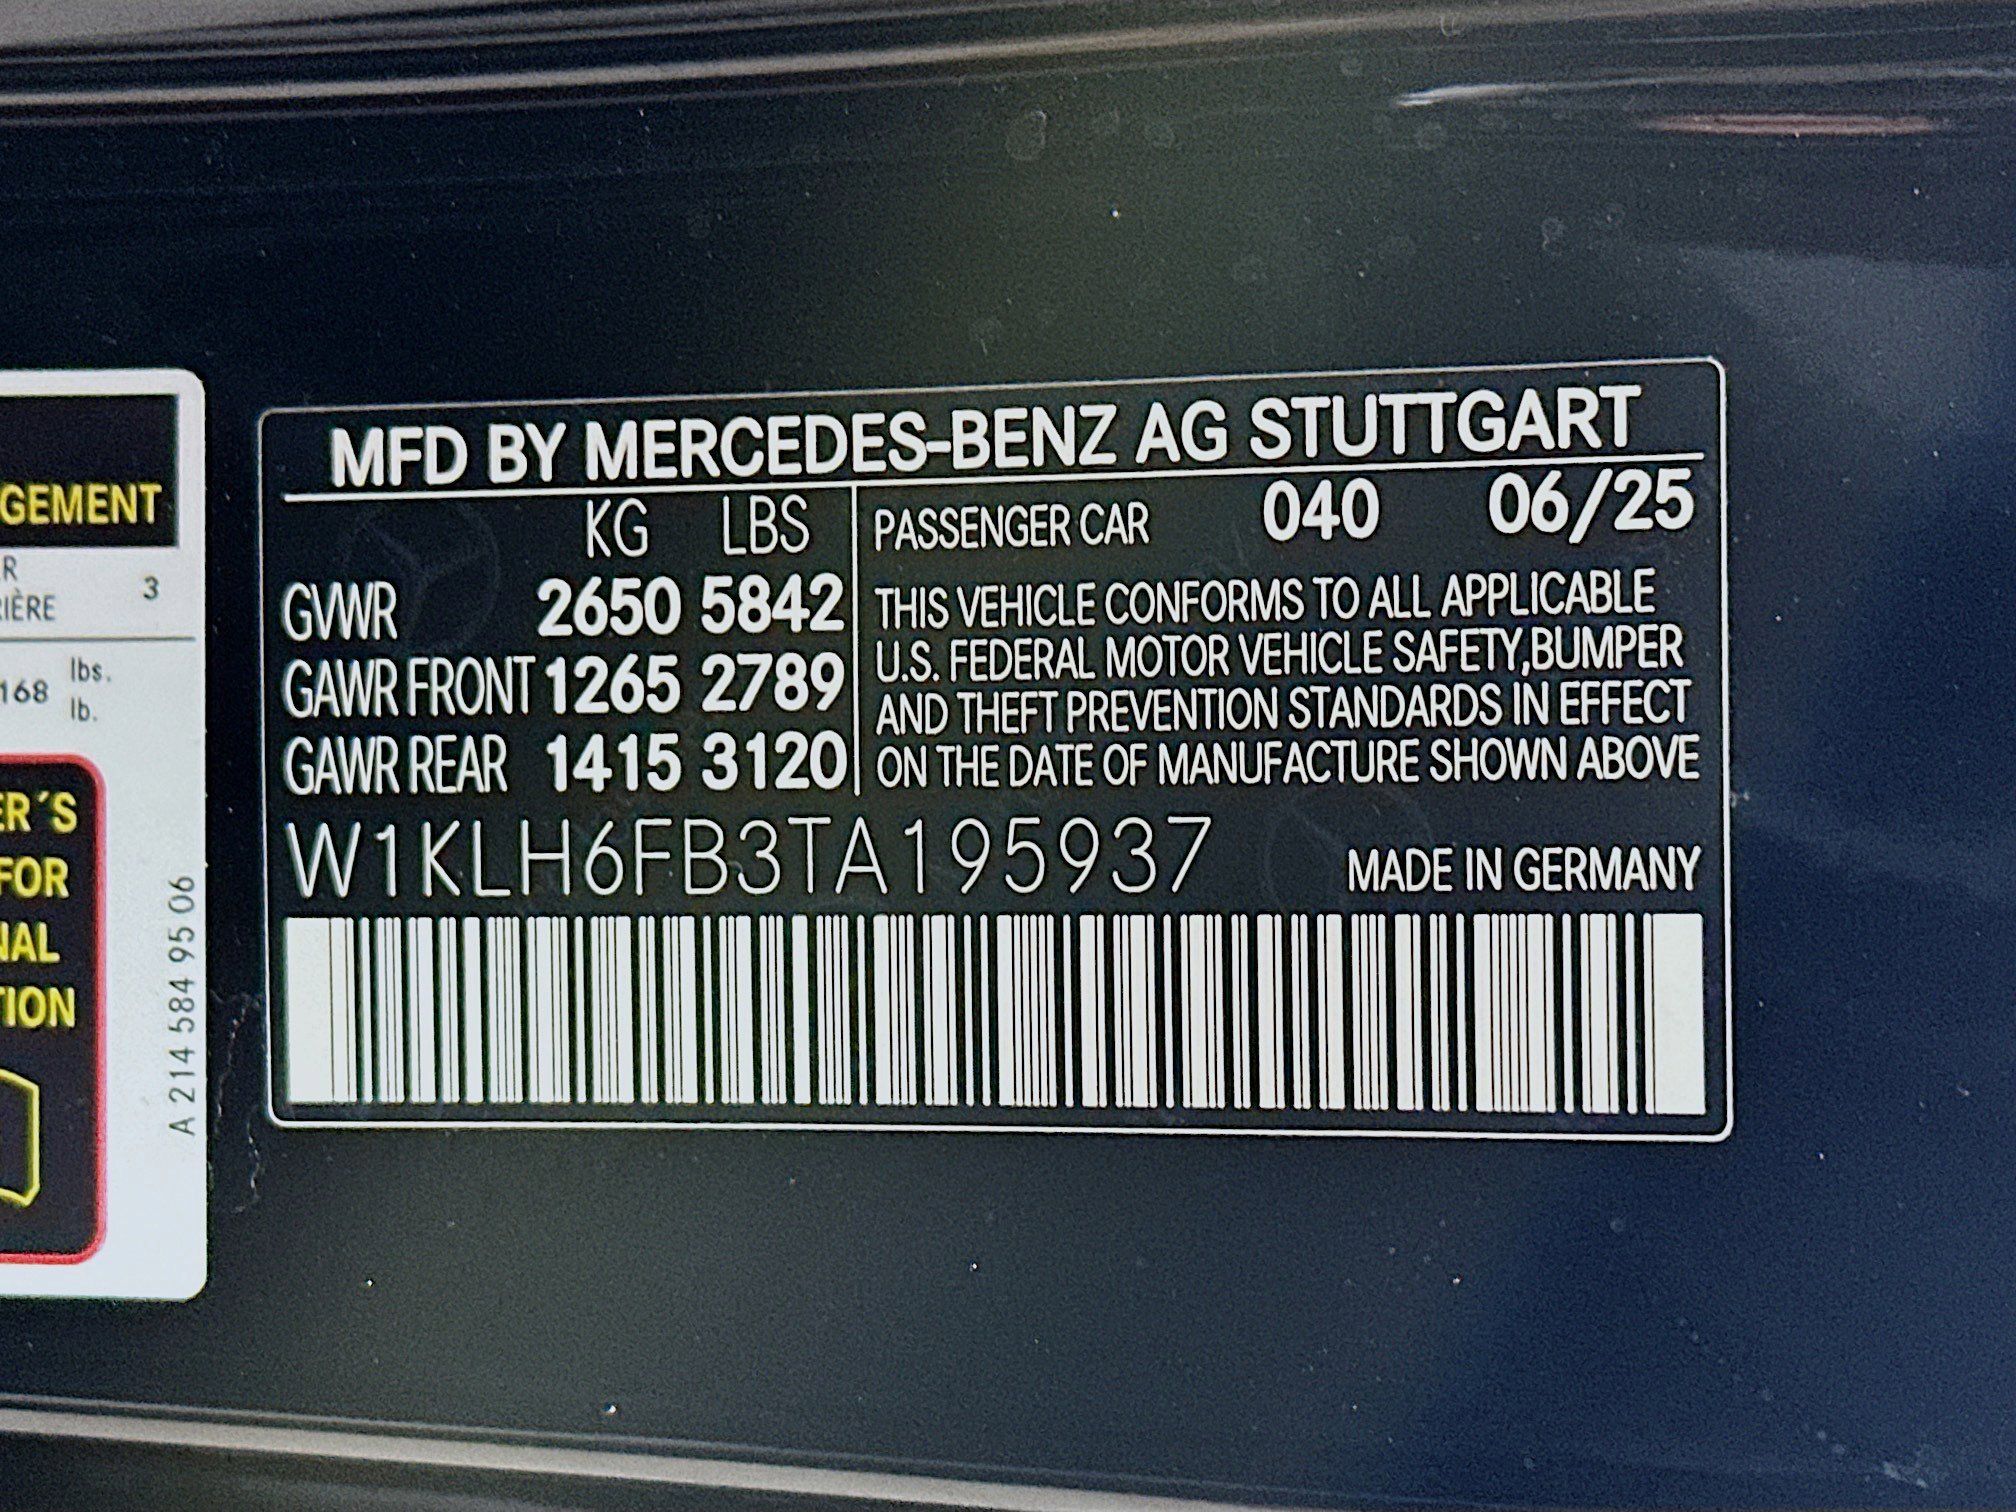 GEMENT
R
RIÈRE 3
168 lbs.
lb.
ER´S
FOR
NAL
TION
A 214 584 95 06
MFD BY MERCEDES-BENZ AG STUTTGART
KG LBS
GVWR 2650 5842
GAWR FRONT 1265 2789
GAWR REAR 1415 3120
PASSENGER CAR 040 06/25
THIS VEHICLE CONFORMS TO ALL APPLICABLE
U.S. FEDERAL MOTOR VEHICLE SAFETY,BUMPER
AND THEFT PREVENTION STANDARDS IN EFFECT
ON THE DATE OF MANUFACTURE SHOWN ABOVE
W1KLH6FB3TA195937
MADE IN GERMANY